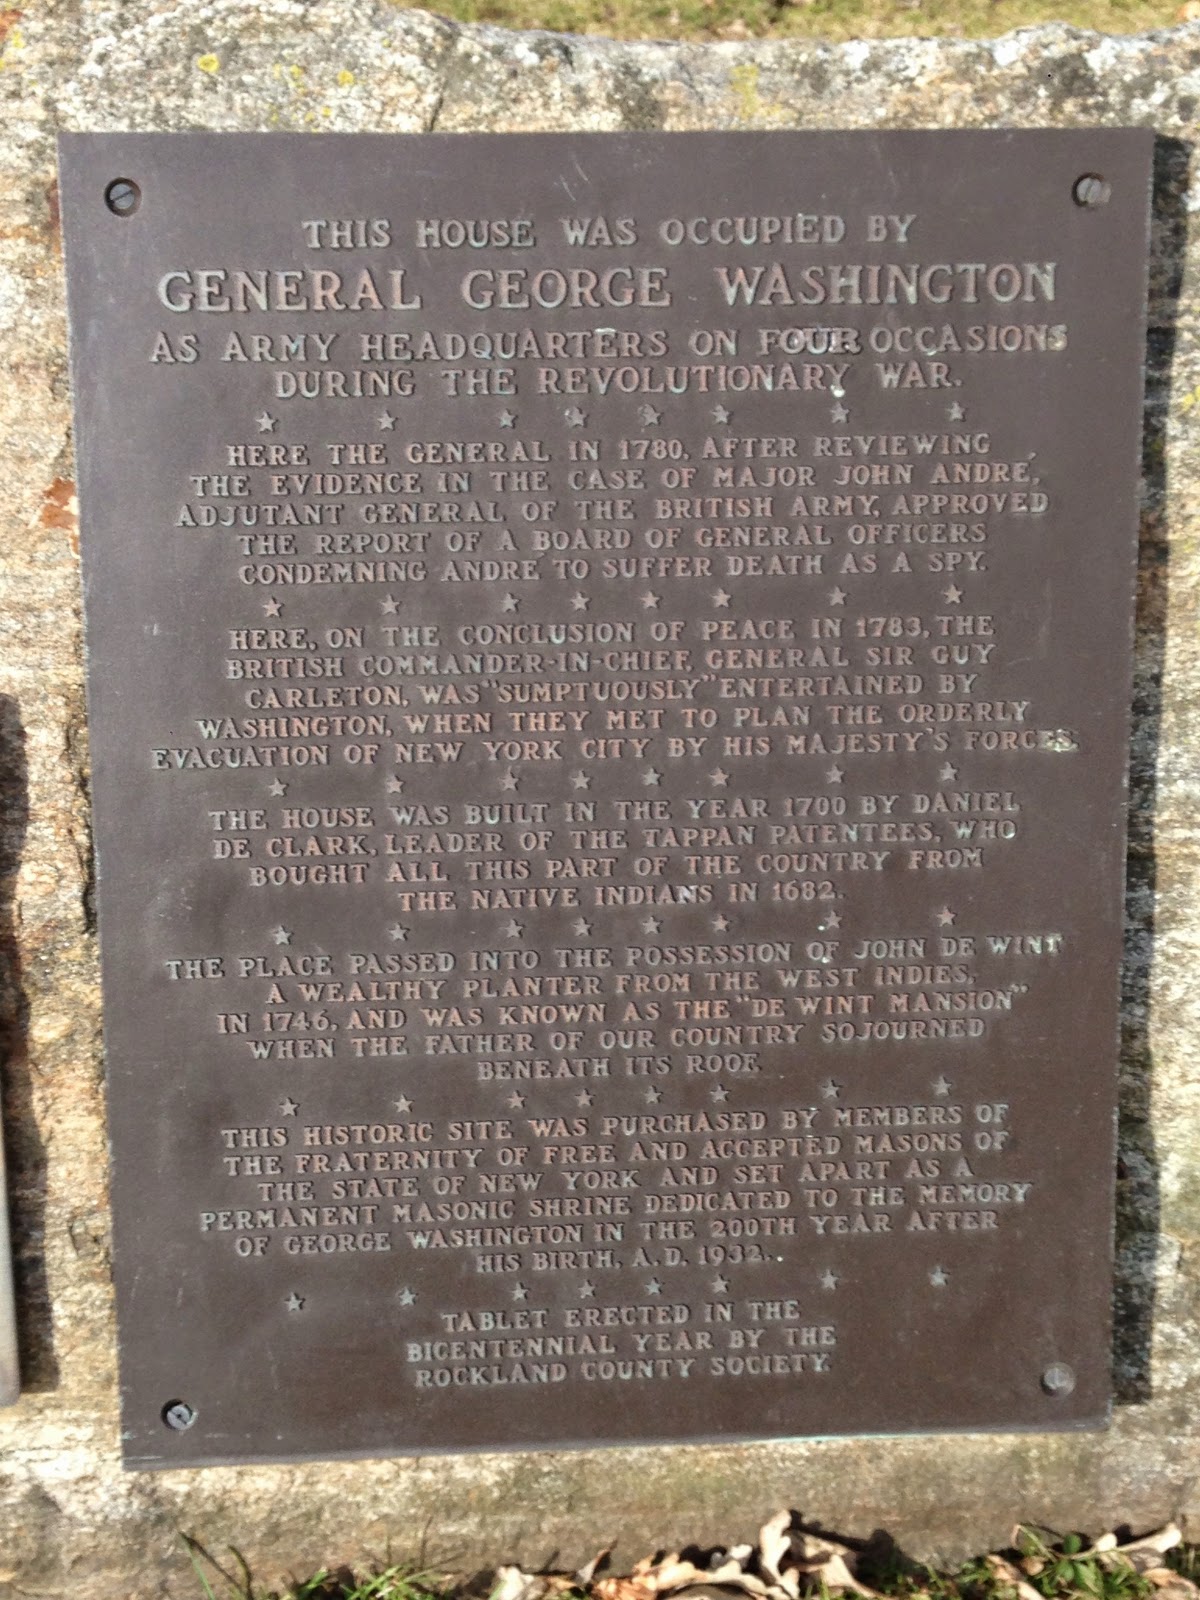 THIS HOUSE WAS OCCUPIED BY
GENERAL GEORGE WASHINGTON
AS ARMY HEADQUARTERS ON FOUR OCCASIONS
DURING THE REVOLUTIONARY WAR.
HERE THE GENERAL IN 1780, AFTER REVIEWING
THE EVIDENCE IN THE CASE OF MAJOR JOHN ANDRÉ,
ADJUTANT GENERAL OF THE BRITISH ARMY, APPROVED
THE REPORT OF A BOARD OF GENERAL OFFICERS
CONDEMNING ANDRE TO SUFFER DEATH AS A SPY.
HERE, ON THE CONCLUSION OF PEACE IN 1783, THE
BRITISH COMMANDER-IN-CHIEF, GENERAL SIR GUY
CARLETON, WAS "SUMPTUOUSLY" ENTERTAINED BY
WASHINGTON, WHEN THEY MET TO PLAN THE ORDERLY
EVACUATION OF NEW YORK CITY BY HIS MAJESTY'S FORCES.
THE HOUSE WAS BUILT IN THE YEAR 1700 BY DANIEL
DE CLARK, LEADER OF THE TAPPAN PATENTEES, WHO
BOUGHT ALL THIS PART OF THE COUNTRY FROM
THE NATIVE INDIANS IN 1682.
THE PLACE PASSED INTO THE POSSESSION OF JOHN DE WINT
A WEALTHY PLANTER FROM THE WEST INDIES,
IN 1746, AND WAS KNOWN AS THE "DE WINT MANSION"
WHEN THE FATHER OF OUR COUNTRY SOJOURNED
BENEATH ITS ROOF.
THIS HISTORIC SITE WAS PURCHASED BY MEMBERS OF
THE FRATERNITY OF FREE AND ACCEPTED MASONS OF
THE STATE OF NEW YORK AND SET APART AS A
PERMANENT MASONIC SHRINE DEDICATED TO THE MEMORY
OF GEORGE WASHINGTON IN THE 200TH YEAR AFTER
HIS BIRTH, A.D. 1932.
TABLET ERECTED IN THE
BICENTENNIAL YEAR BY THE
ROCKLAND COUNTY SOCIETY.